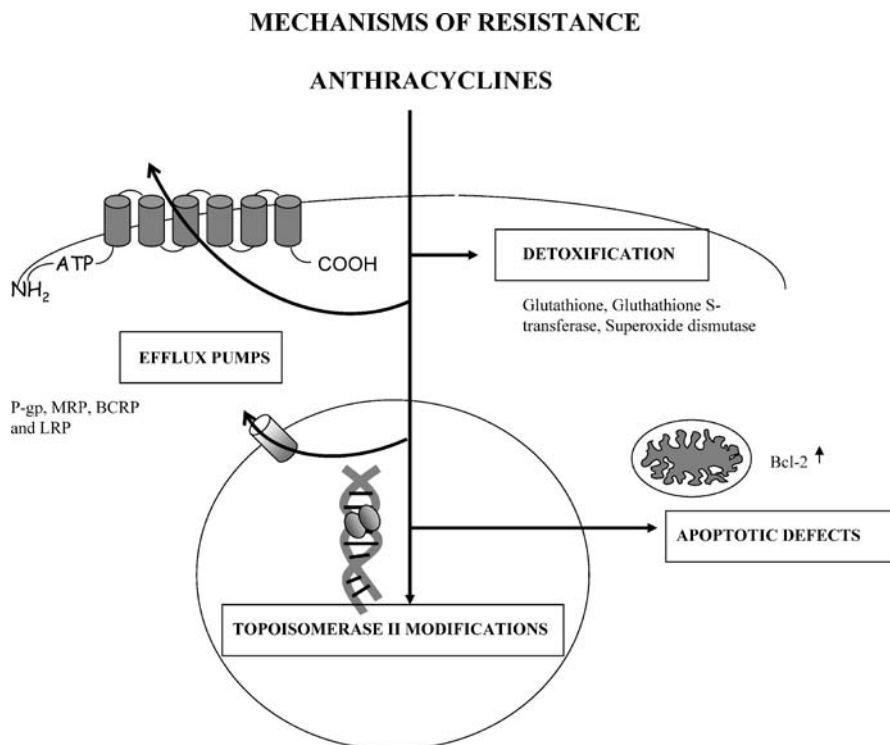 MECHANISMS OF RESISTANCE
ANTHRACYCLINES
ATP
NH2
COOH
DETOXIFICATION
Glutathione, Gluthathione S-
transferase, Superoxide dismutase
EFFLUX PUMPS
P-gp, MRP, BCRP
and LRP
Bcl-2
APOPTOTIC DEFECTS
TOPOISOMERASE II MODIFICATIONS